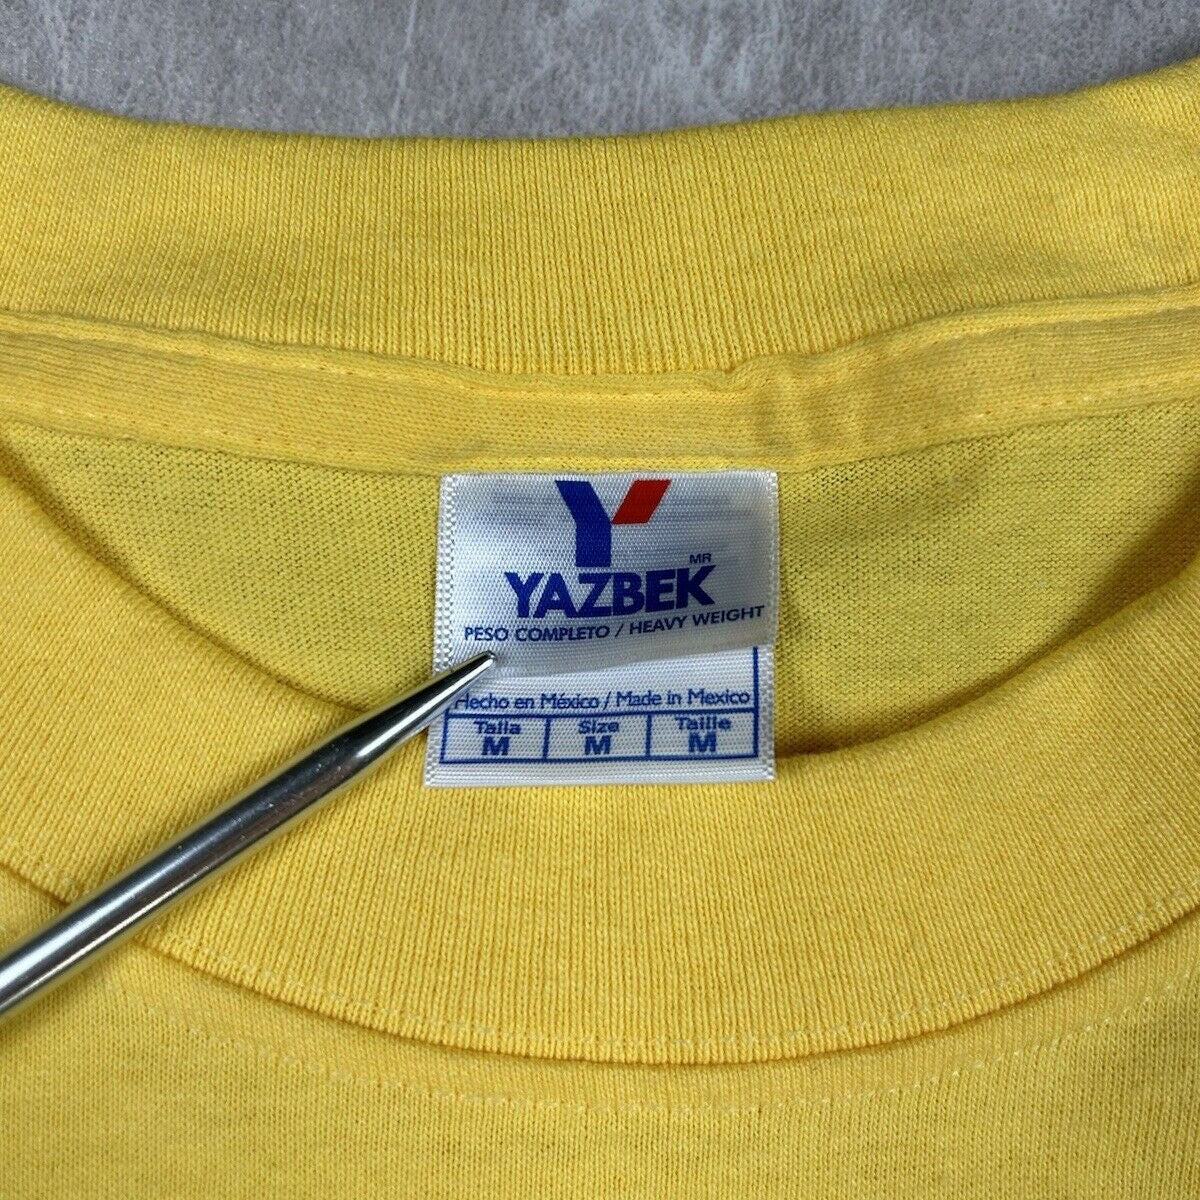 Y
MR
YAZBEK
PESO COMPLETO / HEAVY WEIGHT
Hecho en México / Made in Mexico
Talla Size Taille
M M M